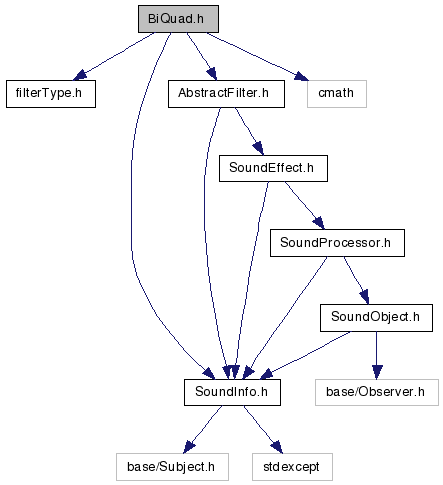 BiQuad.h
filterType.h
AbstractFilter.h
cmath
SoundEffect.h
SoundProcessor.h
SoundObject.h
SoundInfo.h
base/Observer.h
base/Subject.h
stdexcept